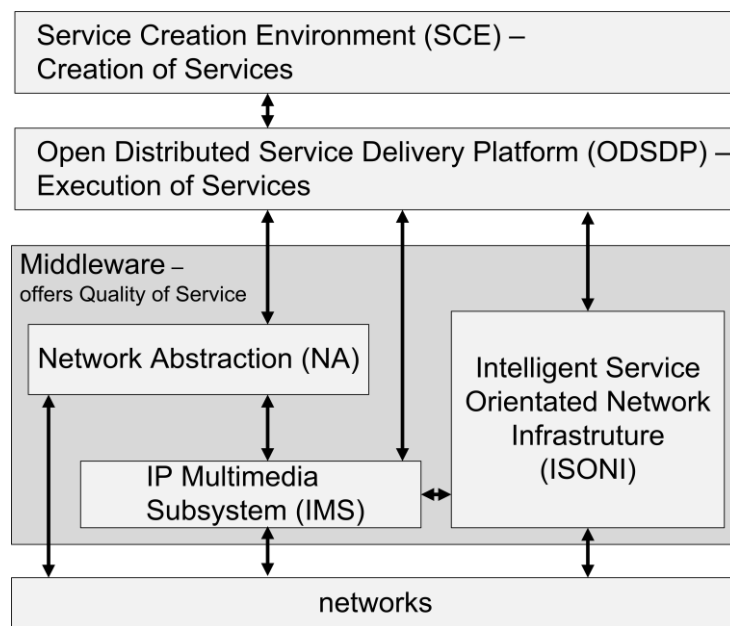 Service Creation Environment (SCE) –
Creation of Services
Open Distributed Service Delivery Platform (ODSDP) –
Execution of Services
Middleware –
offers Quality of Service
Network Abstraction (NA)
Intelligent Service
Orientated Network
Infrastruture
(ISONI)
IP Multimedia
Subsystem (IMS)
networks